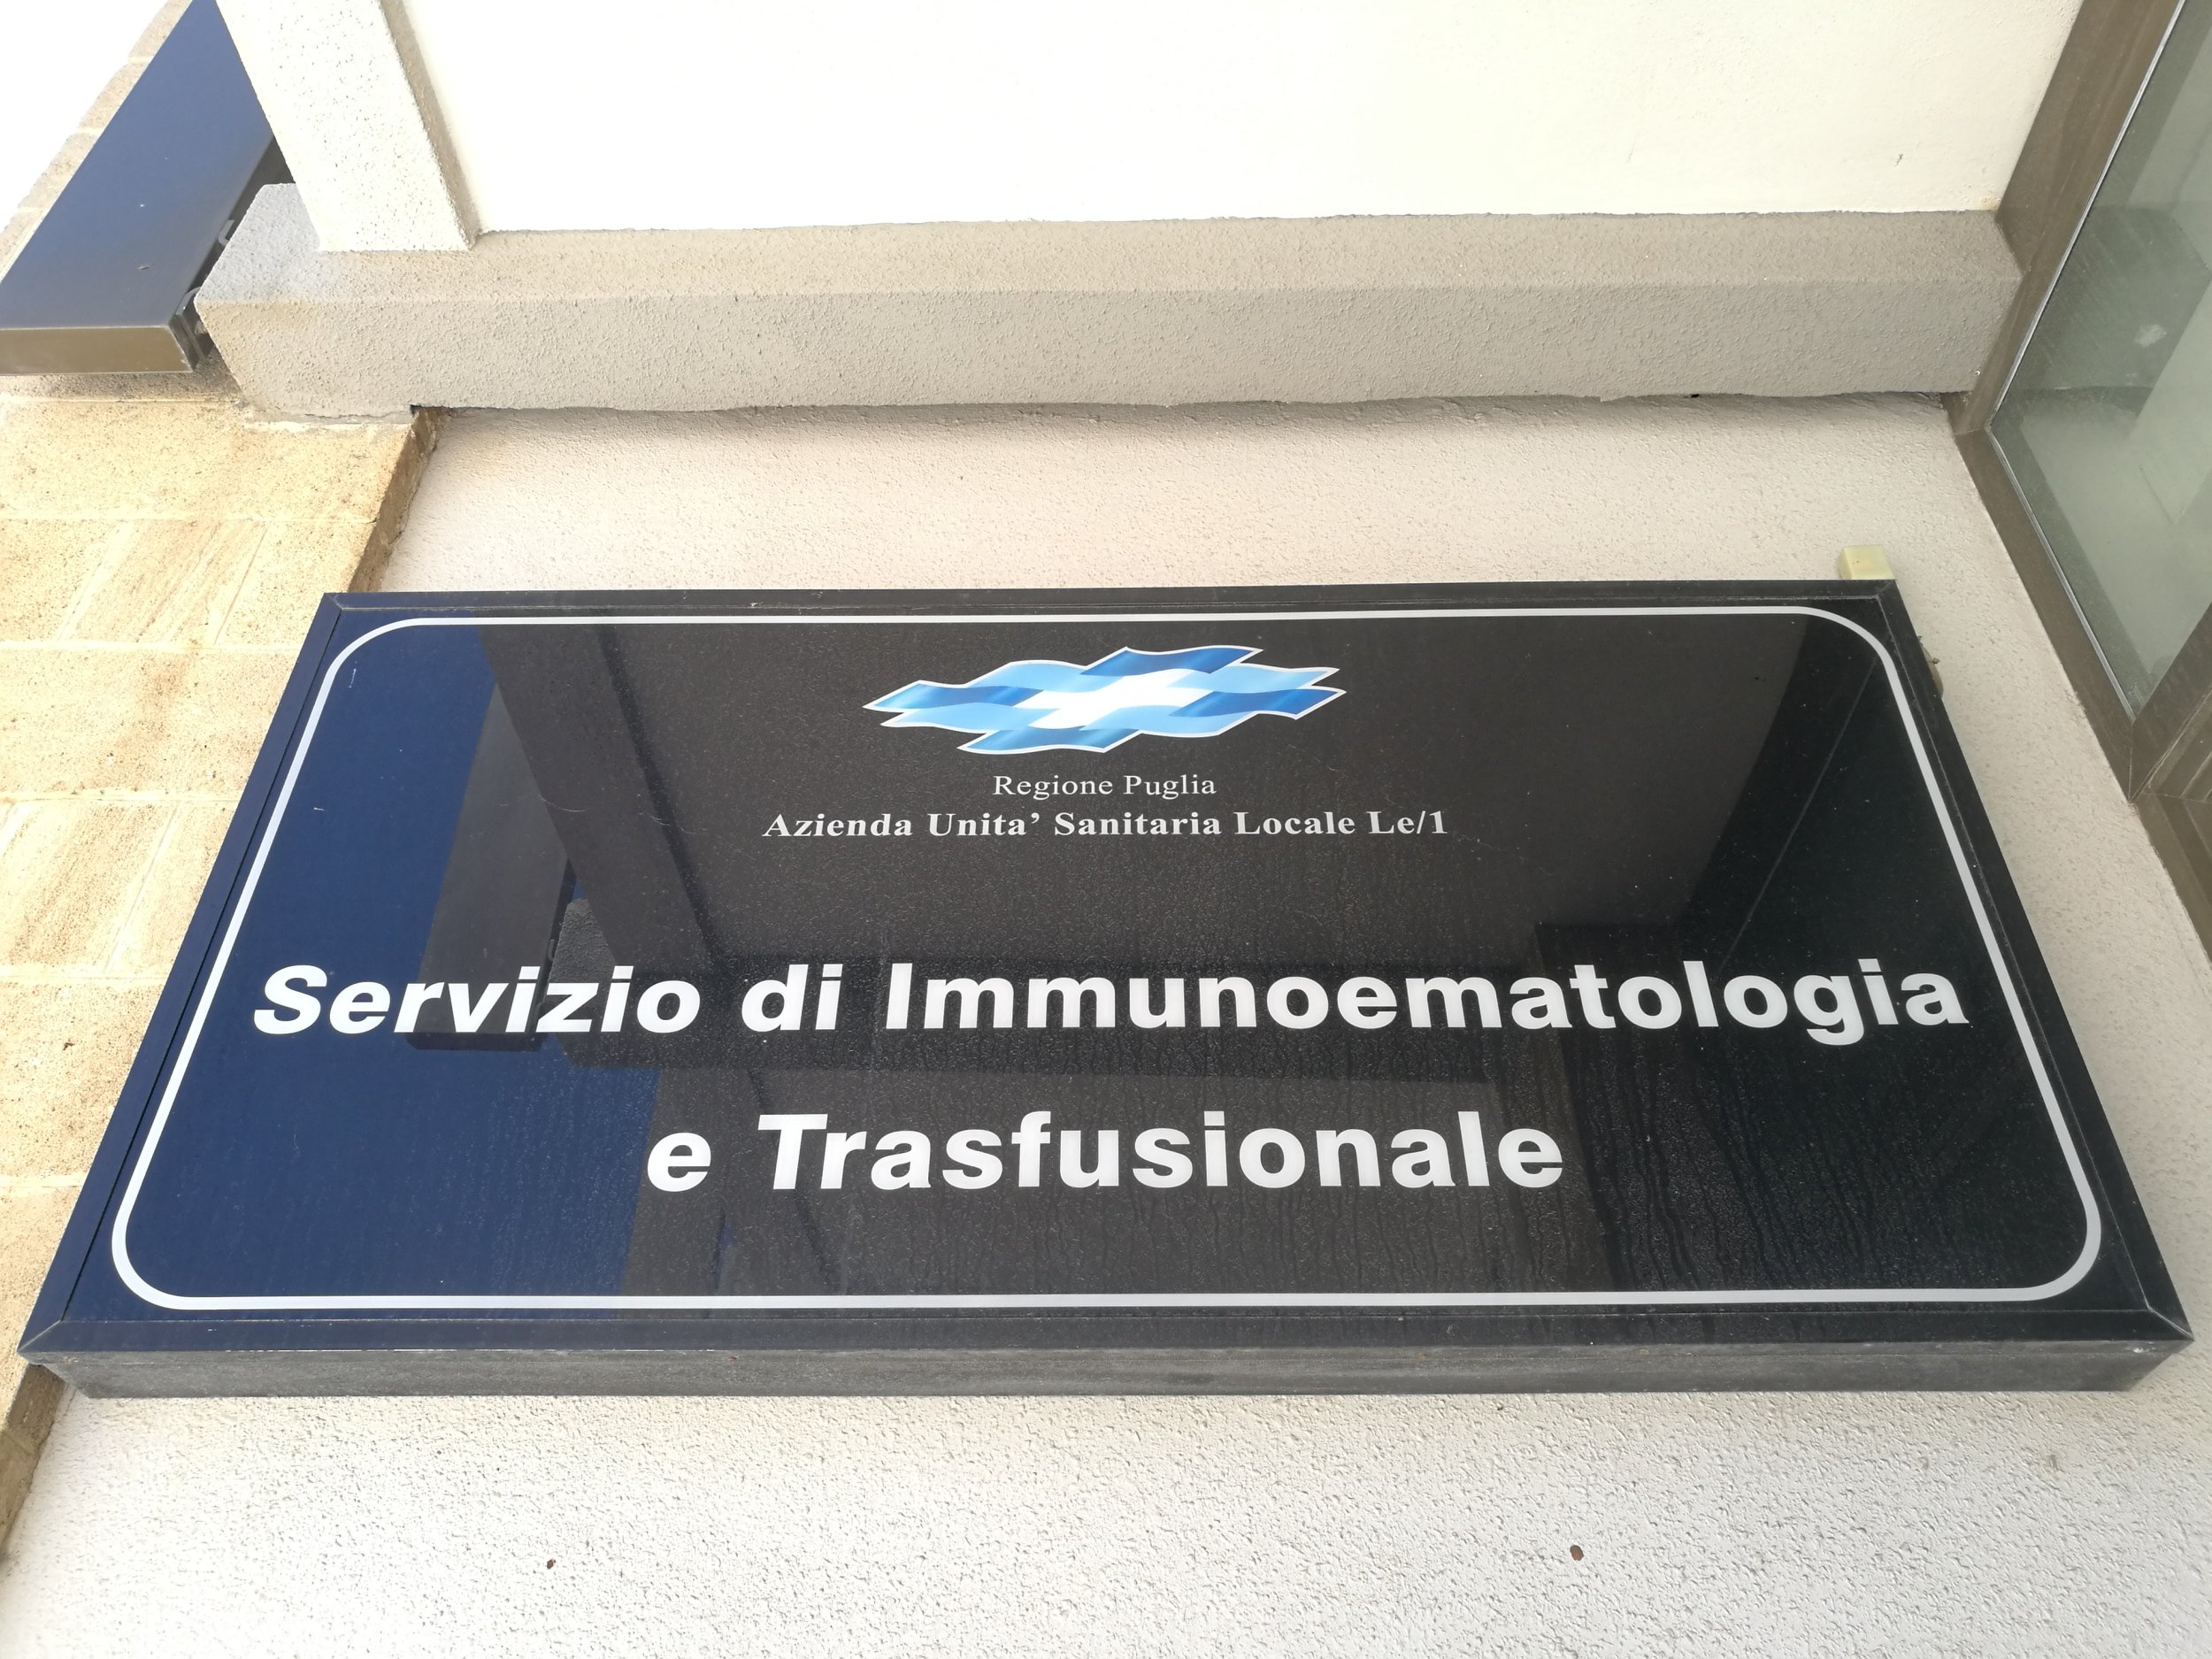 Regione Puglia
Azienda Unita’ Sanitaria Locale Le/1
Servizio di Immunoematologia
e Trasfusionale